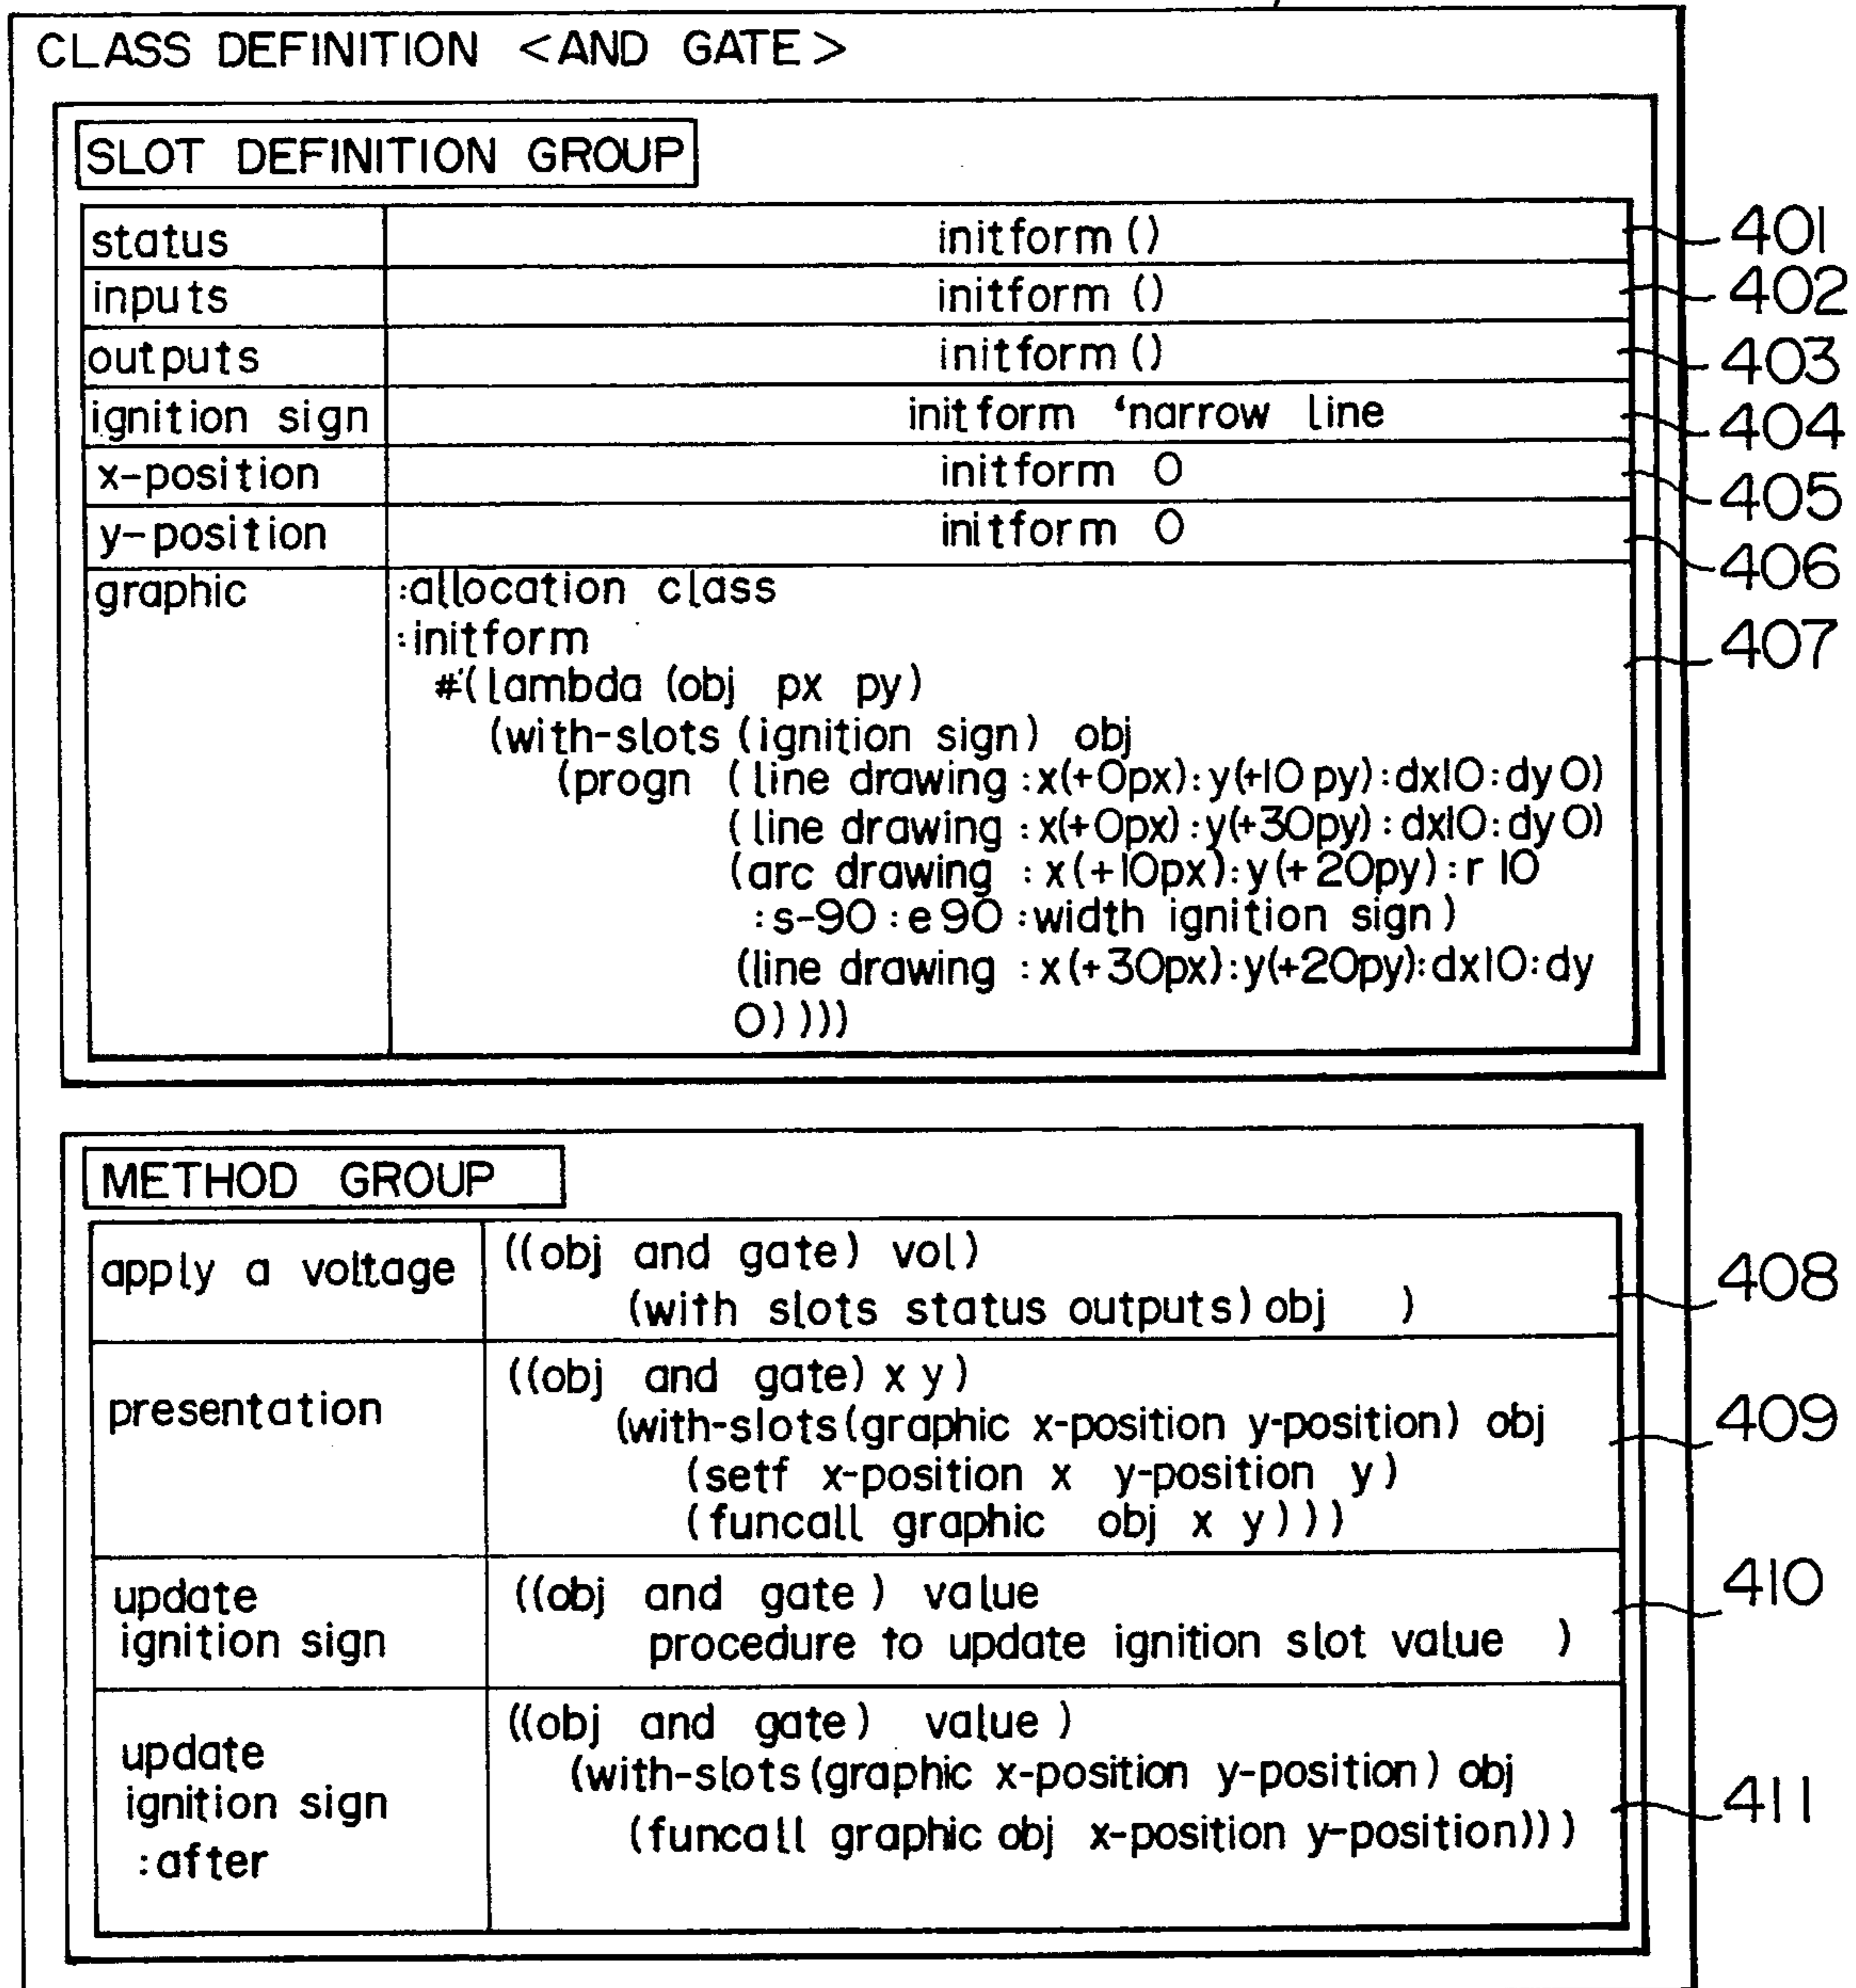 CLASS DEFINITION <AND GATE>
SLOT DEFINITION GROUP
status initform () 401
inputs initform () 402
outputs initform () 403
ignition sign initform 'narrow line 404
x-position initform 0 405
y-position initform 0 406
graphic :allocation class
:initform 407
#'(lambda (obj px py)
(with-slots (ignition sign) obj
(progn (line drawing :x(+0px):y(+10py):dx10:dy0)
(line drawing :x(+0px):y(+30py):dx10:dy0)
(arc drawing :x(+10px):y(+20py):r 10
:s-90:e90:width ignition sign)
(line drawing :x(+30px):y(+20py):dx10:dy
0))))
METHOD GROUP
apply a voltage ((obj and gate) vol) 408
(with slots status outputs) obj )
presentation ((obj and gate) x y) 409
(with-slots(graphic x-position y-position) obj
(setf x-position x y-position y)
(funcall graphic obj x y)))
update ((obj and gate ) value 410
ignition sign procedure to update ignition slot value )
update ((obj and gate) value )
ignition sign (with-slots(graphic x-position y-position) obj 411
:after (funcall graphic obj x-position y-position)))